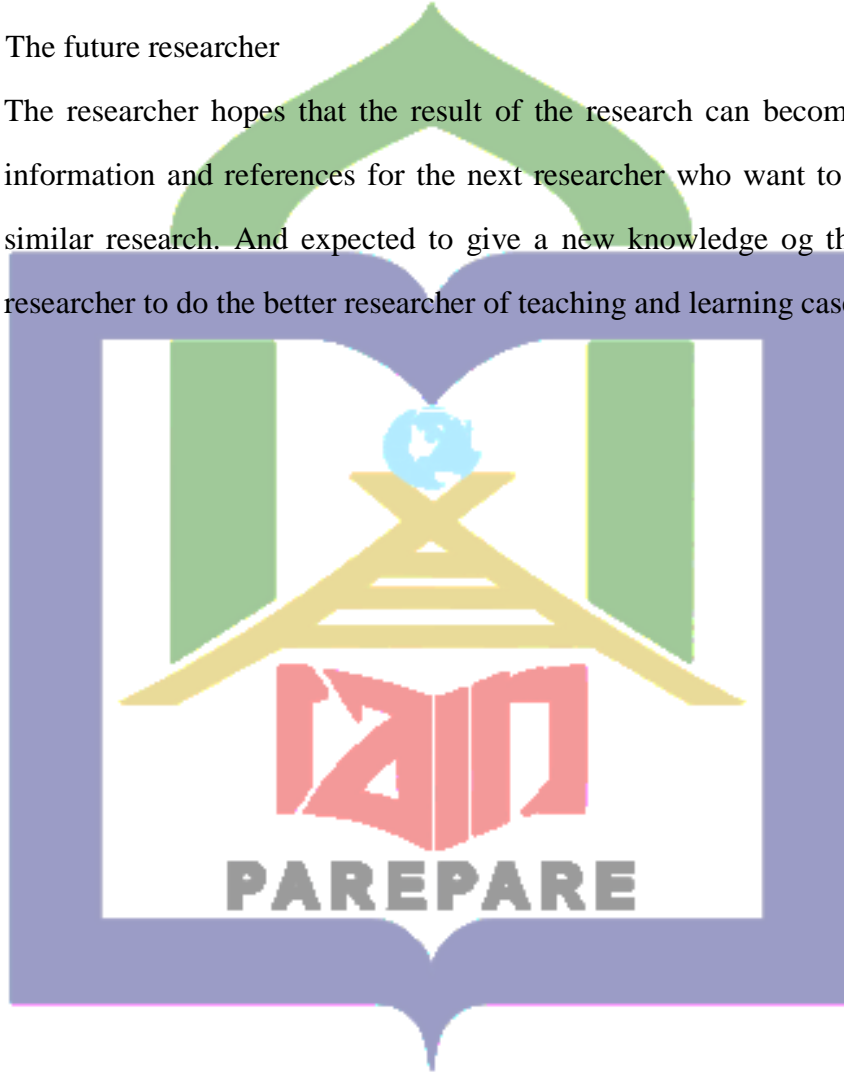 The future researcher
The researcher hopes that the result of the research can becom
information and references for the next researcher who want to
similar research. And expected to give a new knowledge og th
researcher to do the better researcher of teaching and learning case
iain
PAREPARE